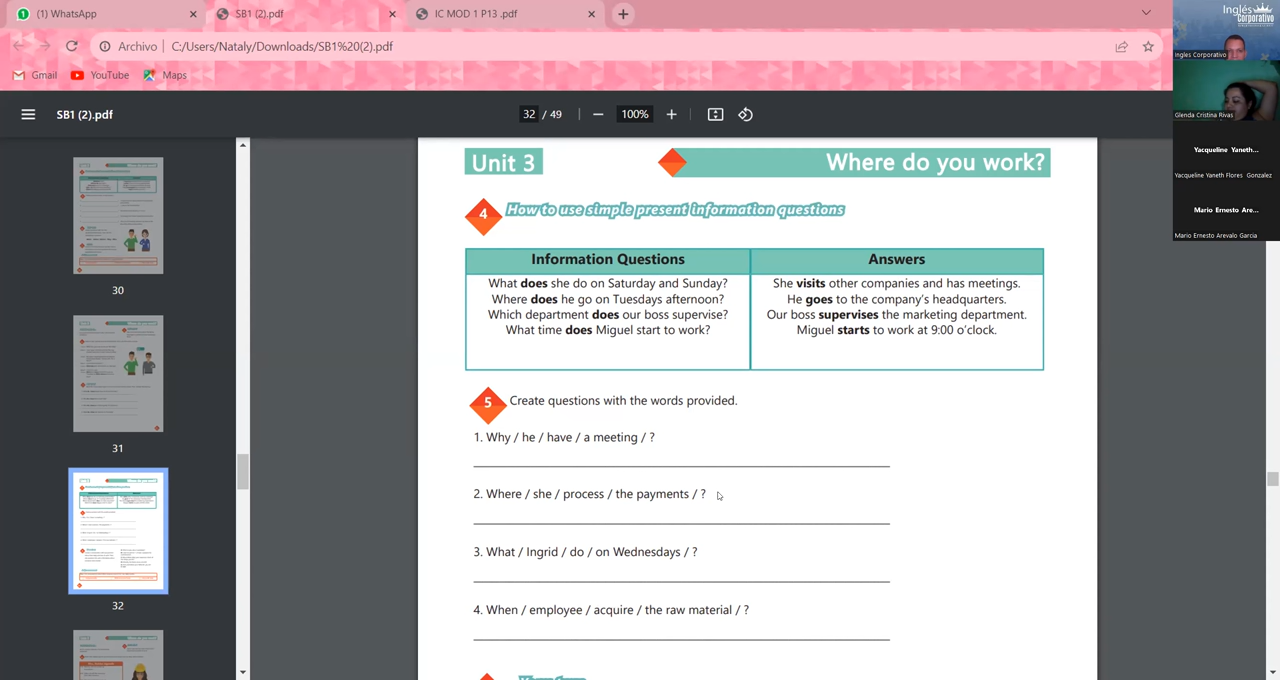 (1) WhatsApp
SB1 (2).pdf
IC MOD 1 P13 .pdf
Archivo
C:/Users/Nataly/Downloads/SB1%20(2).pdf
Gmail
YouTube
Maps
SB1 (2).pdf
32 / 49
100%
30
31
32
Unit 3
Where do you work?
4
How to use simple present information questions
Information Questions
Answers
What does she do on Saturday and Sunday?
She visits other companies and has meetings.
Where does he go on Tuesdays afternoon?
He goes to the company's headquarters.
Which department does our boss supervise?
Our boss supervises the marketing department.
What time does Miguel start to work?
Miguel starts to work at 9:00 o'clock.
5
Create questions with the words provided.
1. Why / he / have / a meeting / ?
2. Where / she / process / the payments / ?
3. What / Ingrid / do / on Wednesdays / ?
4. When / employee / acquire / the raw material / ?
Inglés
Corporativo
Ingles Corporativo
Glenda Cristina Rivas
Yacqueline Yaneth...
Yacqueline Yaneth Flores Gonzalez
Mario Ernesto Are...
Mario Ernesto Arevalo Garcia